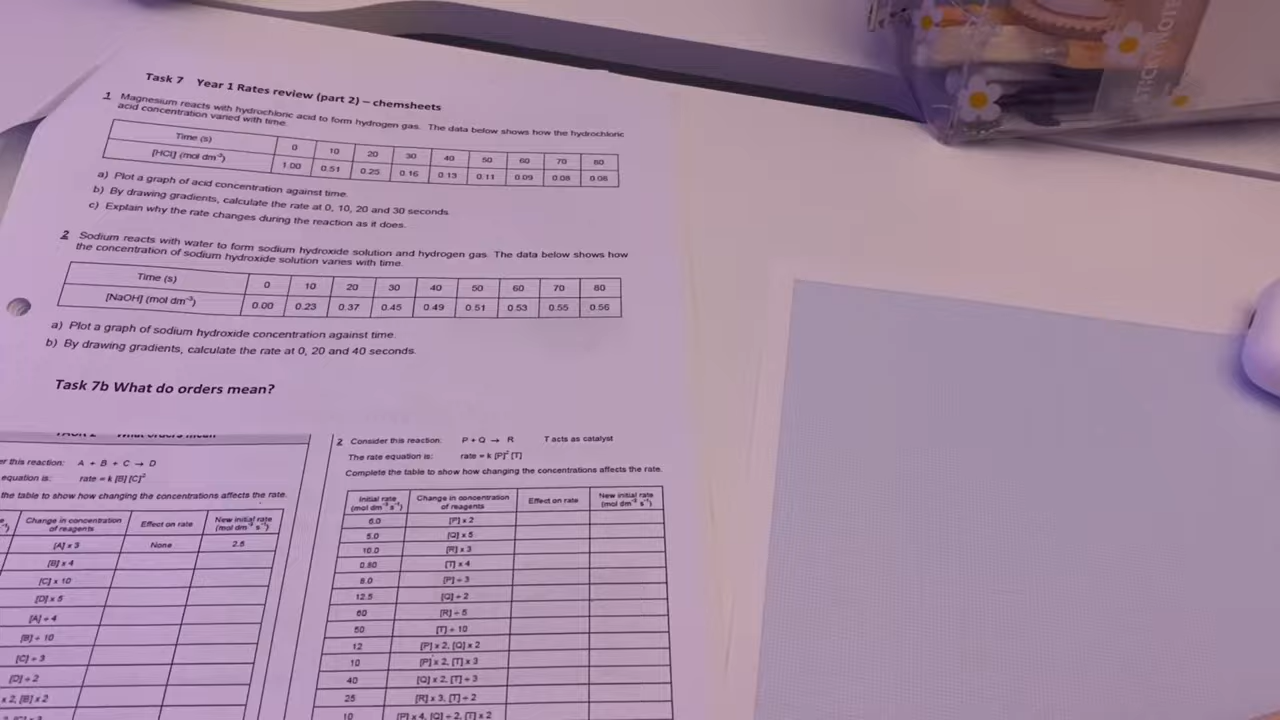 Task 7 Year 1 Rates review (part 2) – chemsheets
1 Magnesium reacts with hydrochloric acid to form hydrogen gas. The data below shows how the hydrochloric
acid concentration varied with time.
Time (s) 0 10 20 30 40 50 60 70 80
[HCl] (mol dm⁻³) 1.00 0.51 0.25 0.16 0.13 0.11 0.09 0.08 0.08
a) Plot a graph of acid concentration against time.
b) By drawing gradients, calculate the rate at 0, 10, 20 and 30 seconds
c) Explain why the rate changes during the reaction as it does.
2 Sodium reacts with water to form sodium hydroxide solution and hydrogen gas. The data below shows how
the concentration of sodium hydroxide solution varies with time.
Time (s) 0 10 20 30 40 50 60 70 80
[NaOH] (mol dm⁻³) 0.00 0.23 0.37 0.45 0.49 0.51 0.53 0.55 0.56
a) Plot a graph of sodium hydroxide concentration against time.
b) By drawing gradients, calculate the rate at 0, 20 and 40 seconds.
Task 7b What do orders mean?
this reaction: A + B + C → D
equation is: rate = k [B] [C]²
the table to show how changing the concentrations affects the rate.
Change in concentration of reagents Effect on rate New initial rate (mol dm⁻³ s⁻¹)
[A] x 3 None 2.5
[B] x 4
[C] x 10
[D] x 5
[A] ÷ 4
[B] ÷ 10
[C] ÷ 3
[D] ÷ 2
x 2, [B] x 2
2 Consider this reaction: P + Q → R T acts as catalyst
The rate equation is: rate = k [P]² [T]
Complete the table to show how changing the concentrations affects the rate.
Initial rate (mol dm⁻³ s⁻¹) Change in concentration of reagents Effect on rate New initial rate (mol dm⁻³ s⁻¹)
6.0 [P] x 2
5.0 [Q] x 5
10.0 [R] x 3
0.80 [T] x 4
8.0 [P] ÷ 3
12.5 [Q] ÷ 2
60 [R] ÷ 5
50 [T] ÷ 10
12 [P] x 2, [Q] x 2
10 [P] x 2, [T] x 3
40 [Q] x 2, [T] ÷ 3
25 [R] x 3, [T] ÷ 2
10 [P] x 4, [Q] ÷ 2, [T] x 2
STICKY NOTE